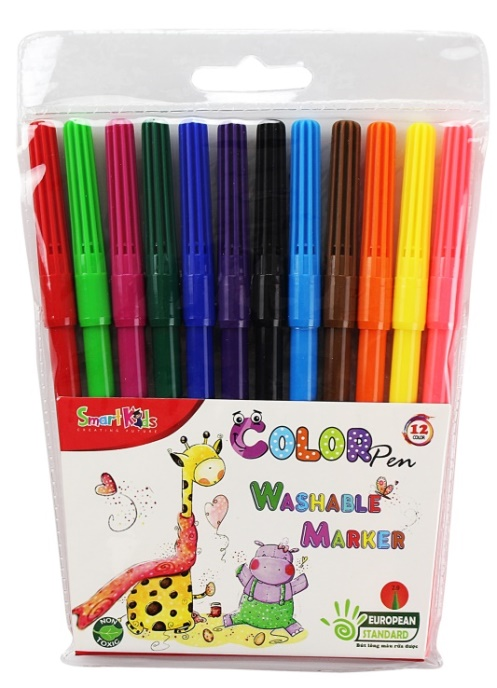 Smart Kids
CREATING FUTURE
COLOR Pen
12
COLOR
WASHABLE
MARKER
NON
TOXIC
EUROPEAN
STANDARD
Bút lông màu rửa được